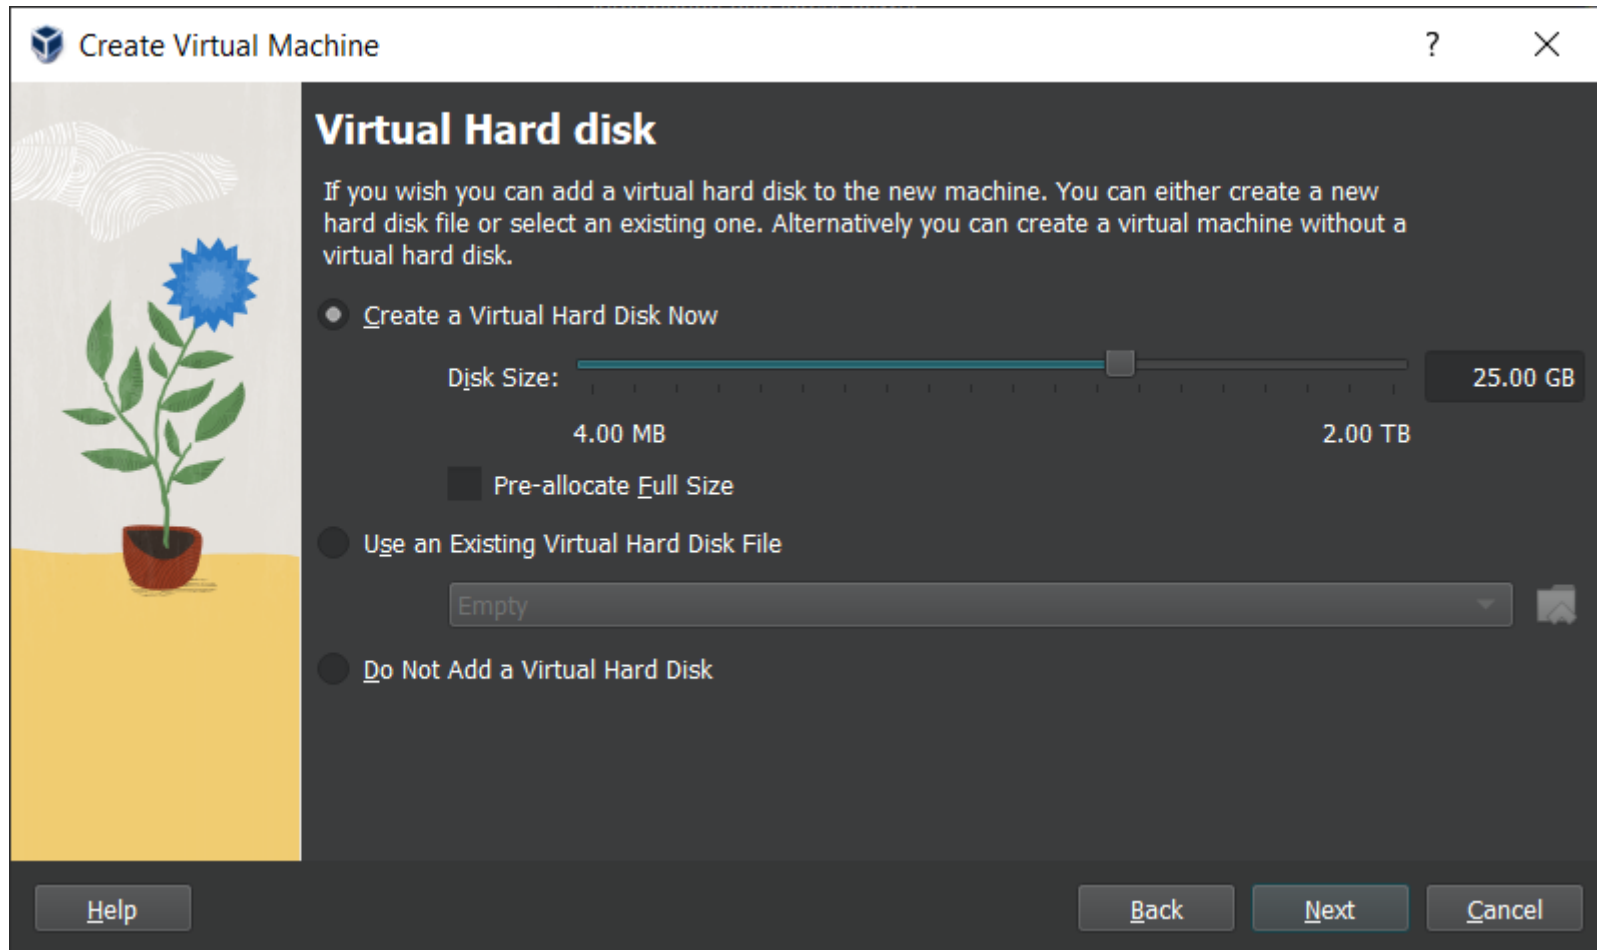 Create Virtual Machine
?
Virtual Hard disk
If you wish you can add a virtual hard disk to the new machine. You can either create a new
hard disk file or select an existing one. Alternatively you can create a virtual machine without a
virtual hard disk.
Create a Virtual Hard Disk Now
Disk Size:
25.00 GB
4.00 MB
2.00 TB
Pre-allocate Full Size
Use an Existing Virtual Hard Disk File
Empty
Do Not Add a Virtual Hard Disk
Help
Back
Next
Cancel